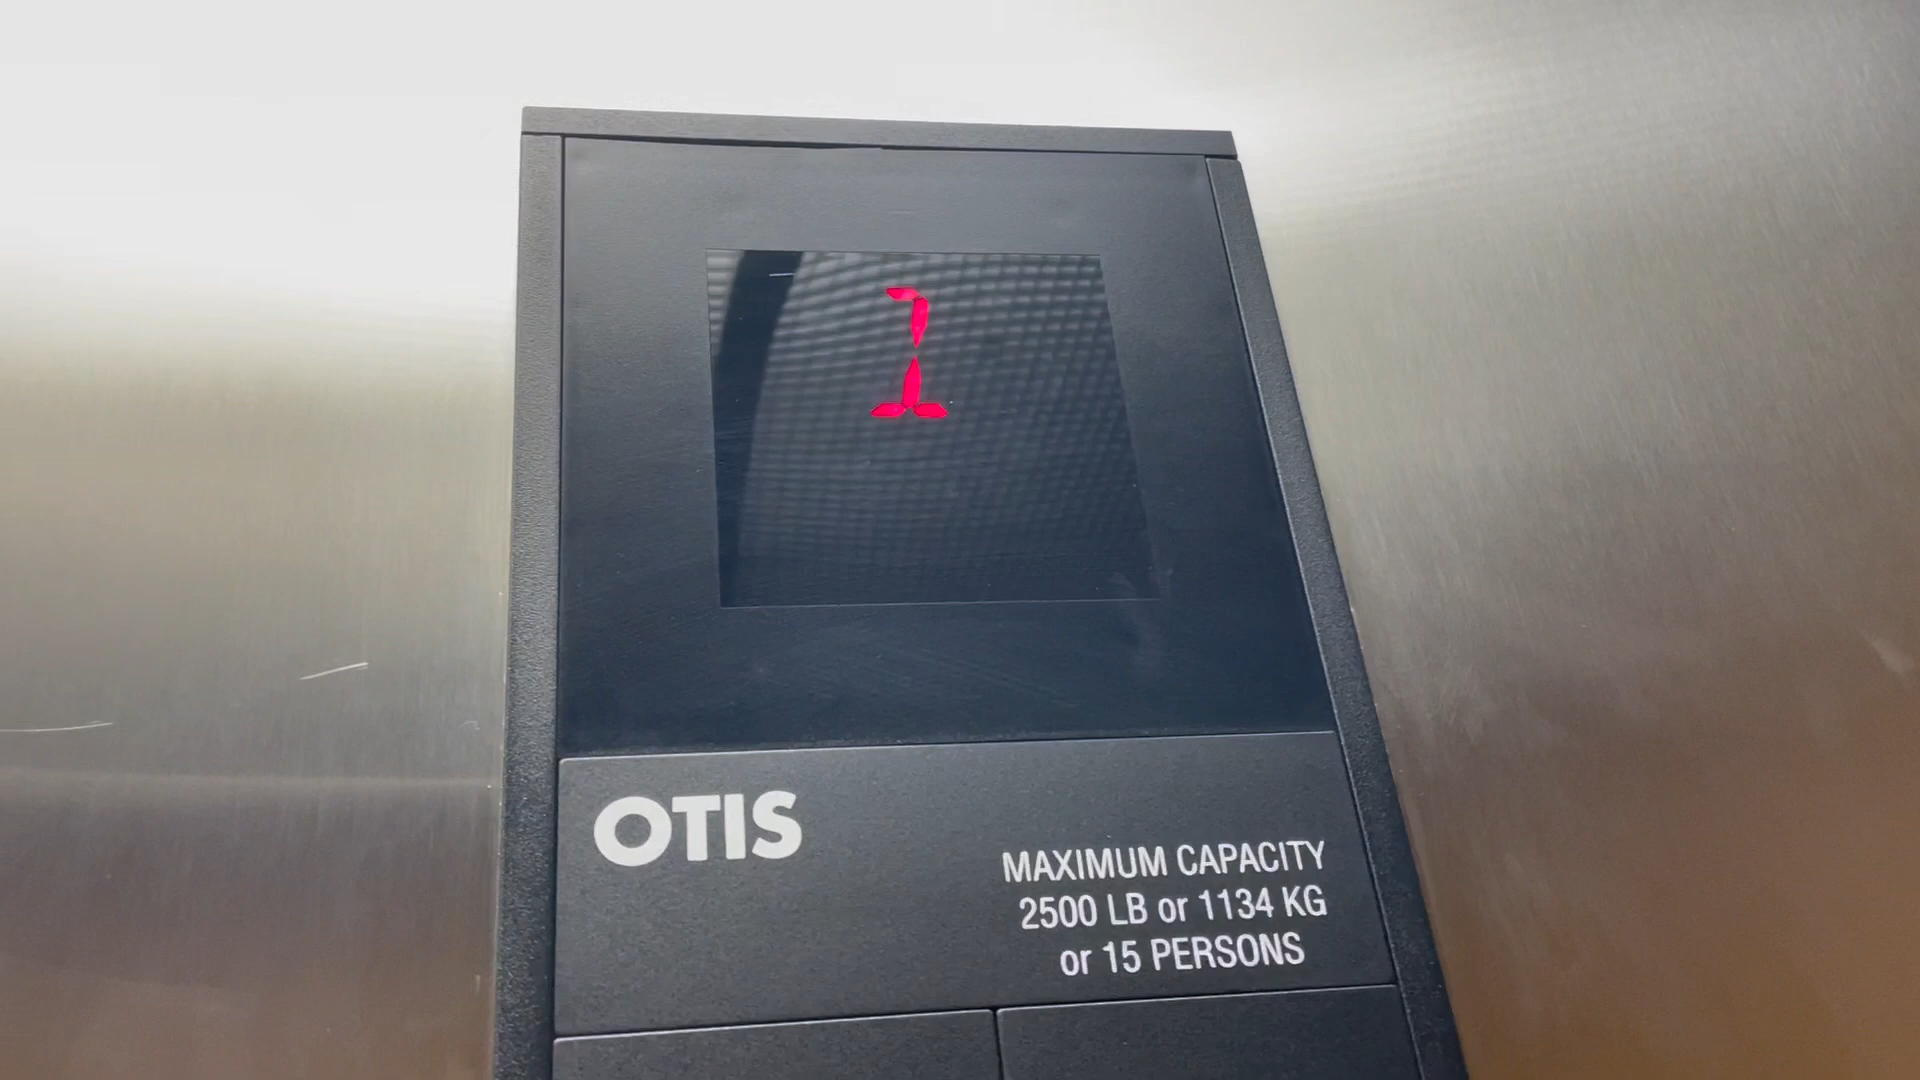 1
OTIS
MAXIMUM CAPACITY
2500 LB or 1134 KG
or 15 PERSONS